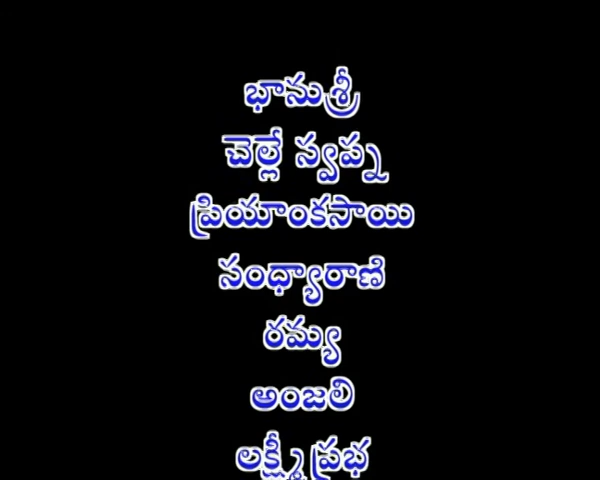 భానుశ్రీ
చెల్లే స్వప్న
ప్రియాంకసాయి
సంధ్యారాణి
రమ్య
అంజలి
లక్ష్మీప్రభ